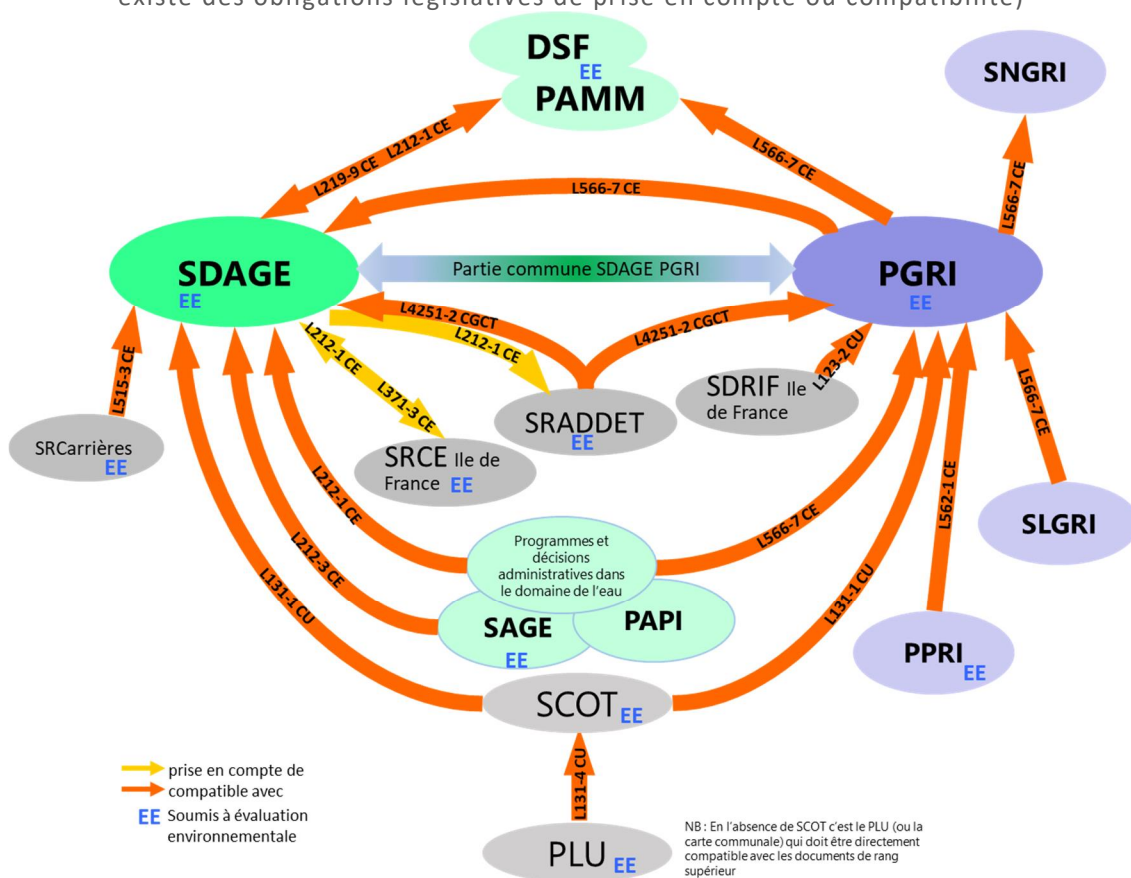 existe des obligations législatives de prise en compte ou compatibilité)
DSF
EE
PAMM
SNGRI
L219-9 CE L212-1 CE
L566-7 CE
L566-7 CE
L566-7 CE
SDAGE
EE
Partie commune SDAGE PGRI
PGRI
EE
L4251-2 CGCT
L4251-2 CGCT
L212-1 CE
L212-1 CE
L371-3 CE
L123-2 CU
L515-3 CE
L566-7 CE
SDRIF Ile
de France
SRADDET
EE
SRCarrières
EE
SRCE Ile de
France EE
L212-1 CE
L566-7 CE
L562-1 CE
SLGRI
Programmes et
décisions
administratives dans
le domaine de l'eau
L212-3 CE
L131-1 CU
L131-1 CU
SAGE
EE
PAPI
PPRI
EE
SCOT EE
prise en compte de
compatible avec
EE Soumis à évaluation
environnementale
L131-4 CU
PLU EE
NB : En l'absence de SCOT c'est le PLU (ou la
carte communale) qui doit être directement
compatible avec les documents de rang
supérieur